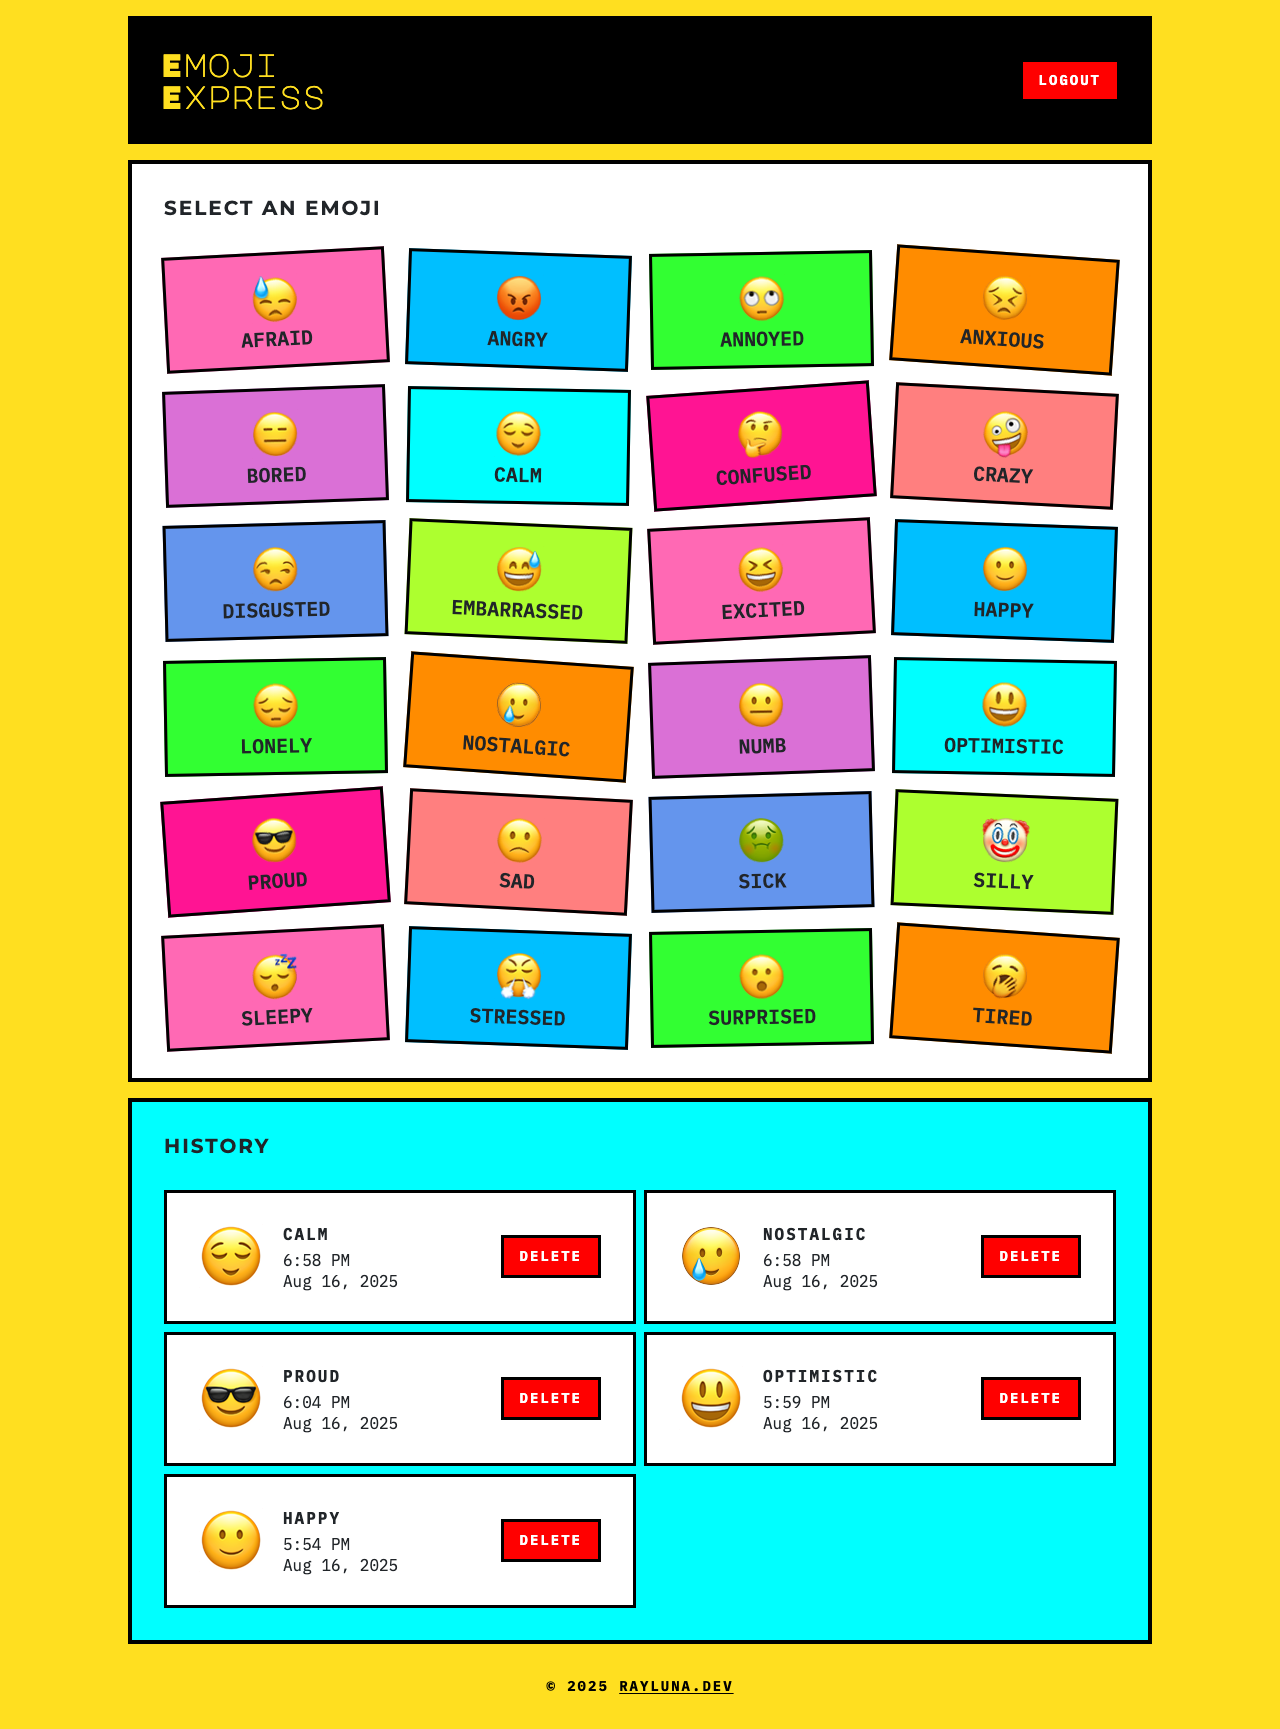 EMOJI
EXPRESS
LOGOUT
SELECT AN EMOJI
AFRAID
ANGRY
ANNOYED
ANXIOUS
BORED
CALM
CONFUSED
CRAZY
DISGUSTED
EMBARRASSED
EXCITED
HAPPY
LONELY
NOSTALGIC
NUMB
OPTIMISTIC
PROUD
SAD
SICK
SILLY
SLEEPY
STRESSED
SURPRISED
TIRED
HISTORY
CALM
6:58 PM
Aug 16, 2025
DELETE
NOSTALGIC
6:58 PM
Aug 16, 2025
DELETE
PROUD
6:04 PM
Aug 16, 2025
DELETE
OPTIMISTIC
5:59 PM
Aug 16, 2025
DELETE
HAPPY
5:54 PM
Aug 16, 2025
DELETE
© 2025 RAYLUNA.DEV